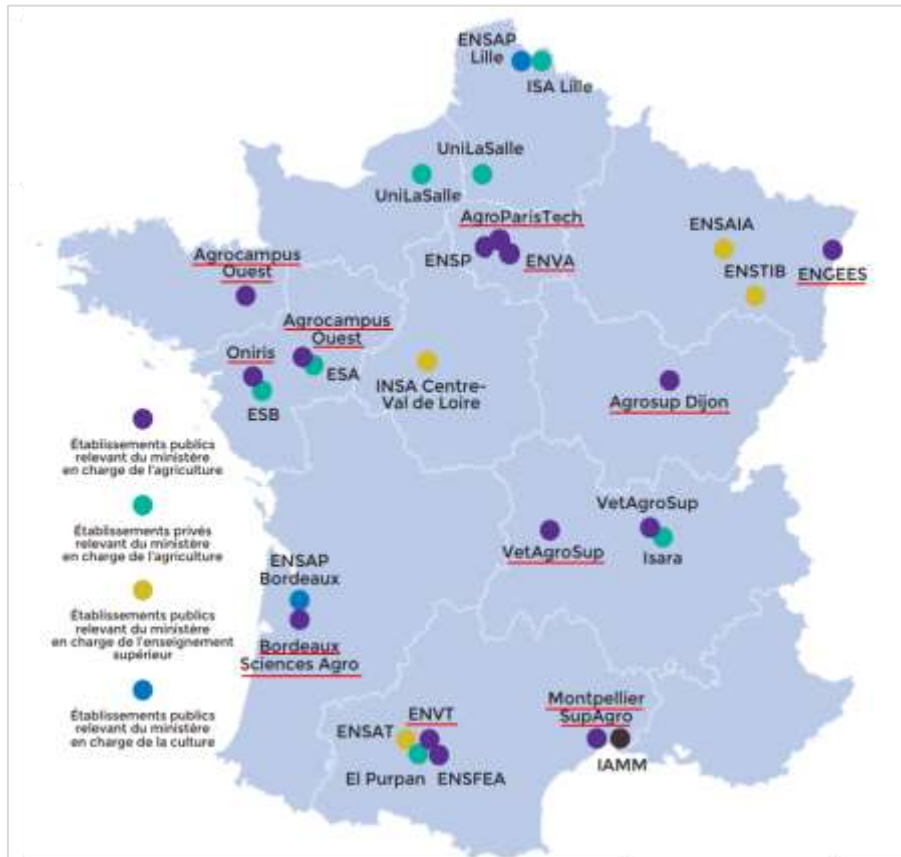 ENSAP
Lille
ISA Lille
UniLaSalle
UniLaSalle
AgroParisTech
ENSP
ENVA
ENSAIA
ENSTIB
ENGEES
Agrocampus
Ouest
Agrocampus
Ouest
Oniris
ESA
ESB
INSA Centre-
Val de Loire
Agrosup Dijon
Établissements publics
relevant du ministère
en charge de l'agriculture
Établissements privés
relevant du ministère
en charge de l'agriculture
Établissements publics
relevant du ministère
en charge de l'enseignement
supérieur
Établissements publics
relevant du ministère
en charge de la culture
VetAgroSup
VetAgroSup
Isara
ENSAP
Bordeaux
Bordeaux
Sciences Agro
ENSAT
ENVT
EI Purpan
ENSFEA
Montpellier
SupAgro
IAMM